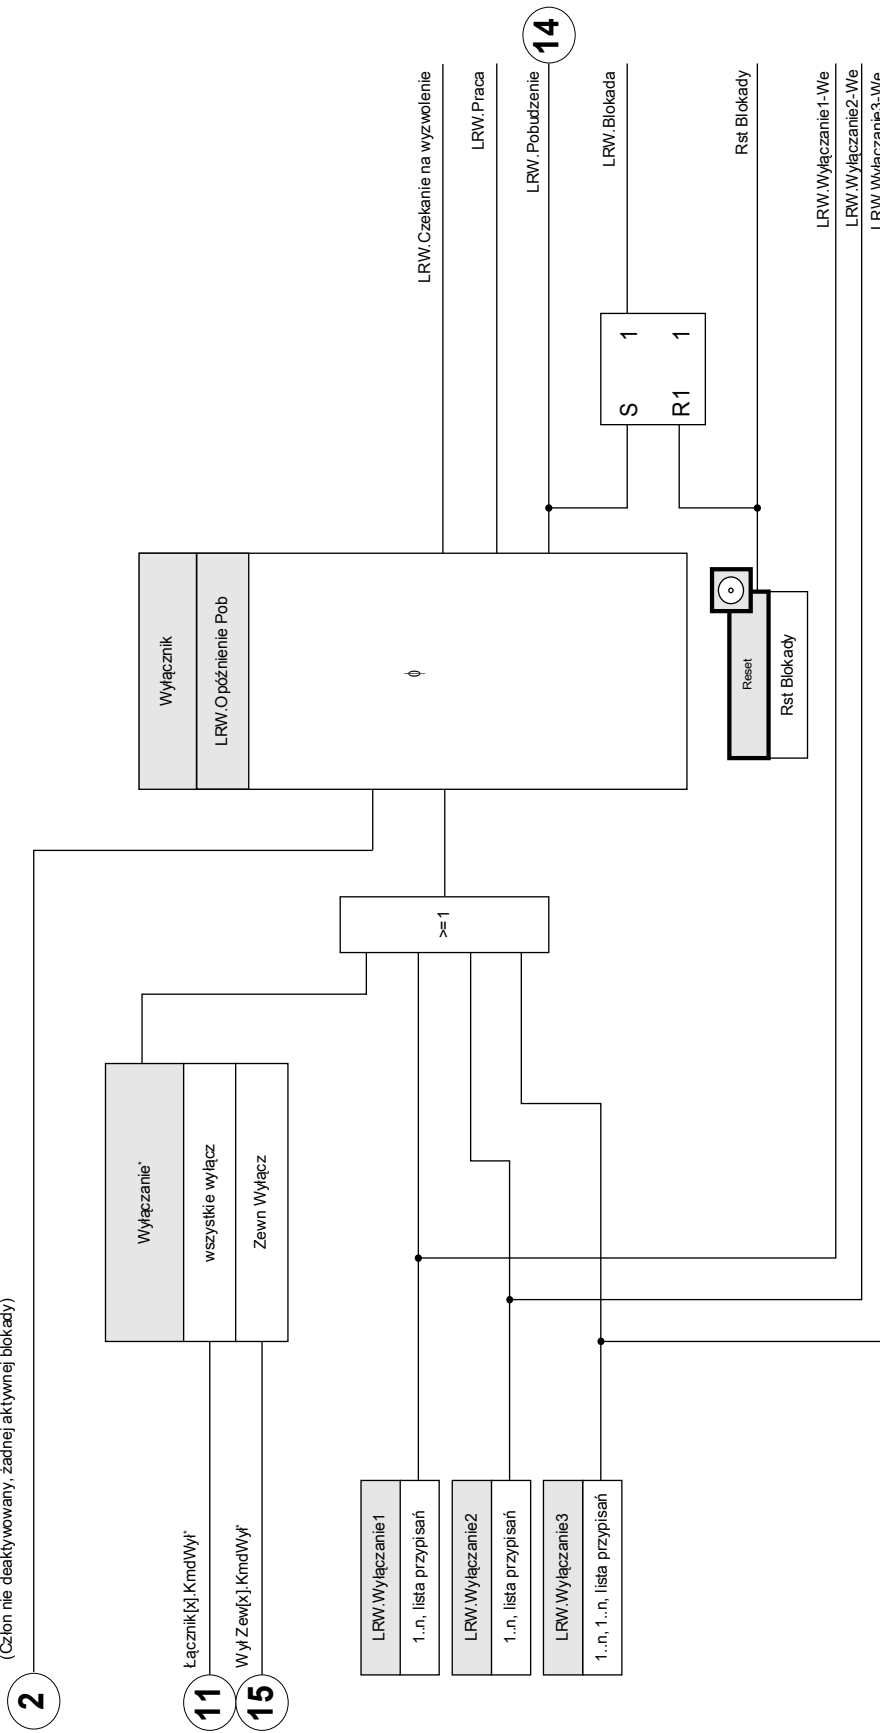 (Człon nie deaktywowany, żadnej aktywnej blokady)
2
Łącznik[x].KmdWył*
11
Wył Zew[x].KmdWył*
15
Wyłączanie*
wszystkie wyłącz
Zewn Wyłącz
LRW.Wyłączanie1
1..n, lista przypisań
LRW.Wyłączanie2
1..n, lista przypisań
LRW.Wyłączanie3
1..n, 1..n, lista przypisań
>=1
Wyłącznik
LRW.Opóźnienie Pob
φ
Reset
Rst Blokady
S 1
R1 1
LRW.Czekanie na wyzwolenie
LRW.Praca
LRW.Pobudzenie
14
LRW.Blokada
Rst Blokady
LRW.Wyłączanie1-We
LRW.Wyłączanie2-We
LRW.Wyłączanie3-We